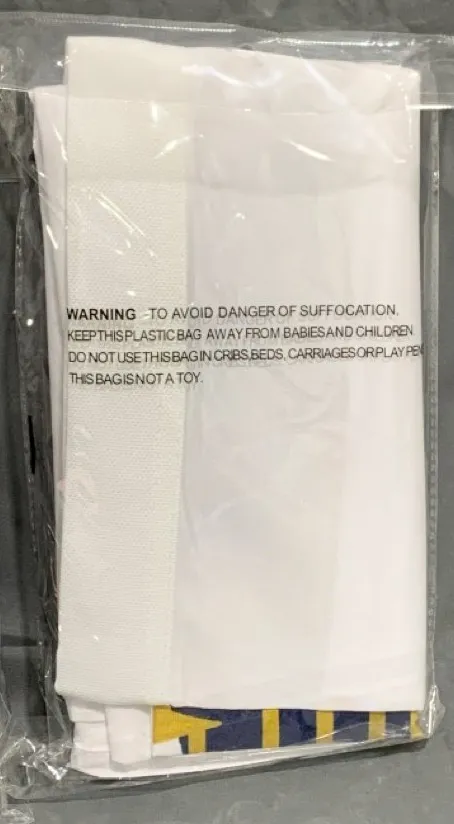 WARNING TO AVOID DANGER OF SUFFOCATION,
KEEP THIS PLASTIC BAG AWAY FROM BABIES AND CHILDREN
DO NOT USE THIS BAG IN CRIBS, BEDS, CARRIAGES OR PLAY PEN
THIS BAG IS NOT A TOY.